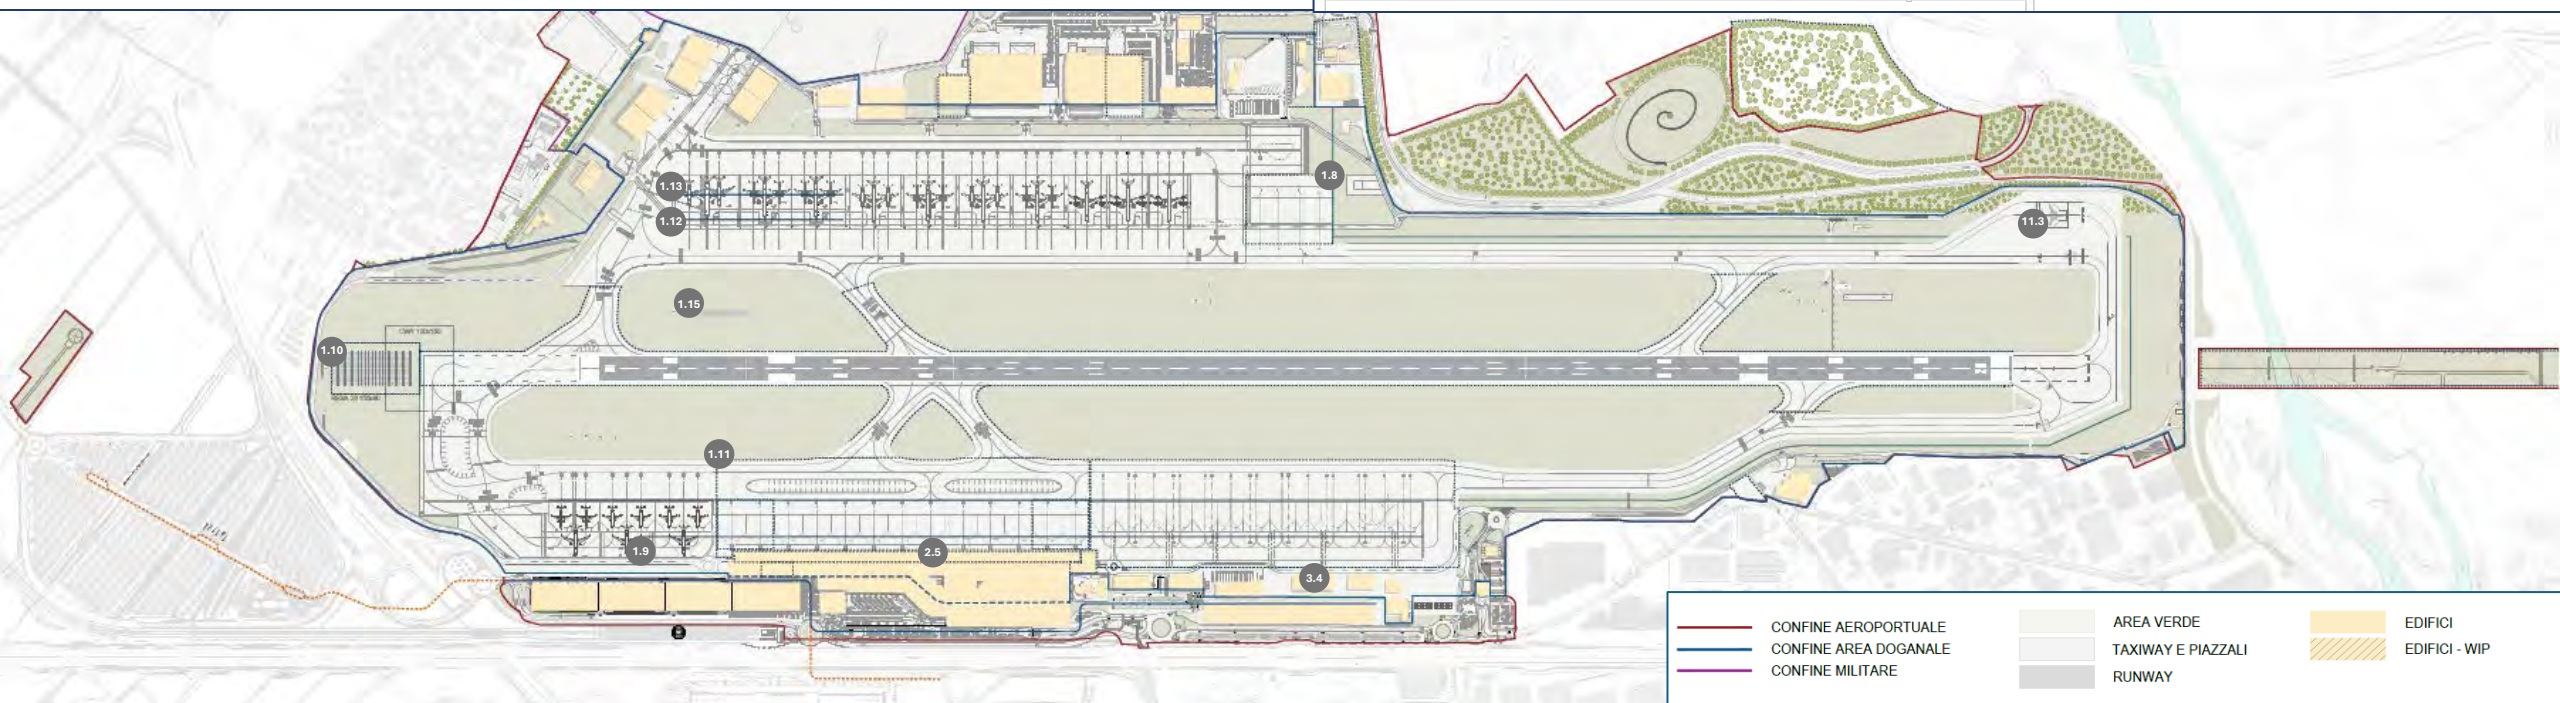 1.13
1.8
1.12
11.3
1.15
1.10
1.11
1.9
2.5
3.4
CONFINE AEROPORTUALE
CONFINE AREA DOGANALE
CONFINE MILITARE
AREA VERDE
TAXIWAY E PIAZZALI
RUNWAY
EDIFICI
EDIFICI - WIP